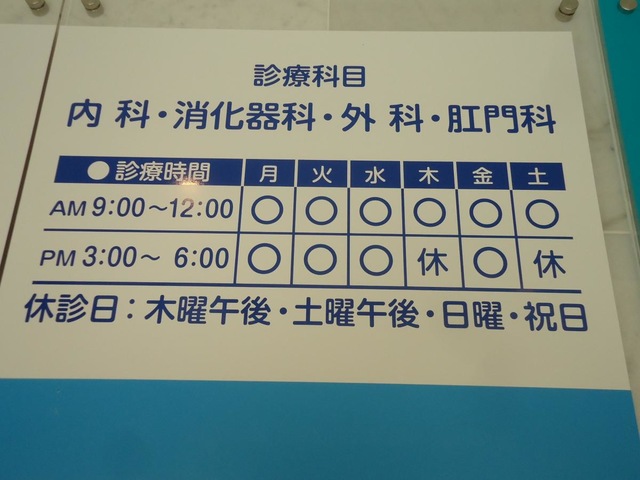 診療科目
内 科・消化器科・外 科・肛門科
●診療時間 月 火 水 木 金 土
AM 9:00～12:00 ○ ○ ○ ○ ○ ○
PM 3:00～ 6:00 ○ ○ ○ 休 ○ 休
休診日：木曜午後・土曜午後・日曜・祝日